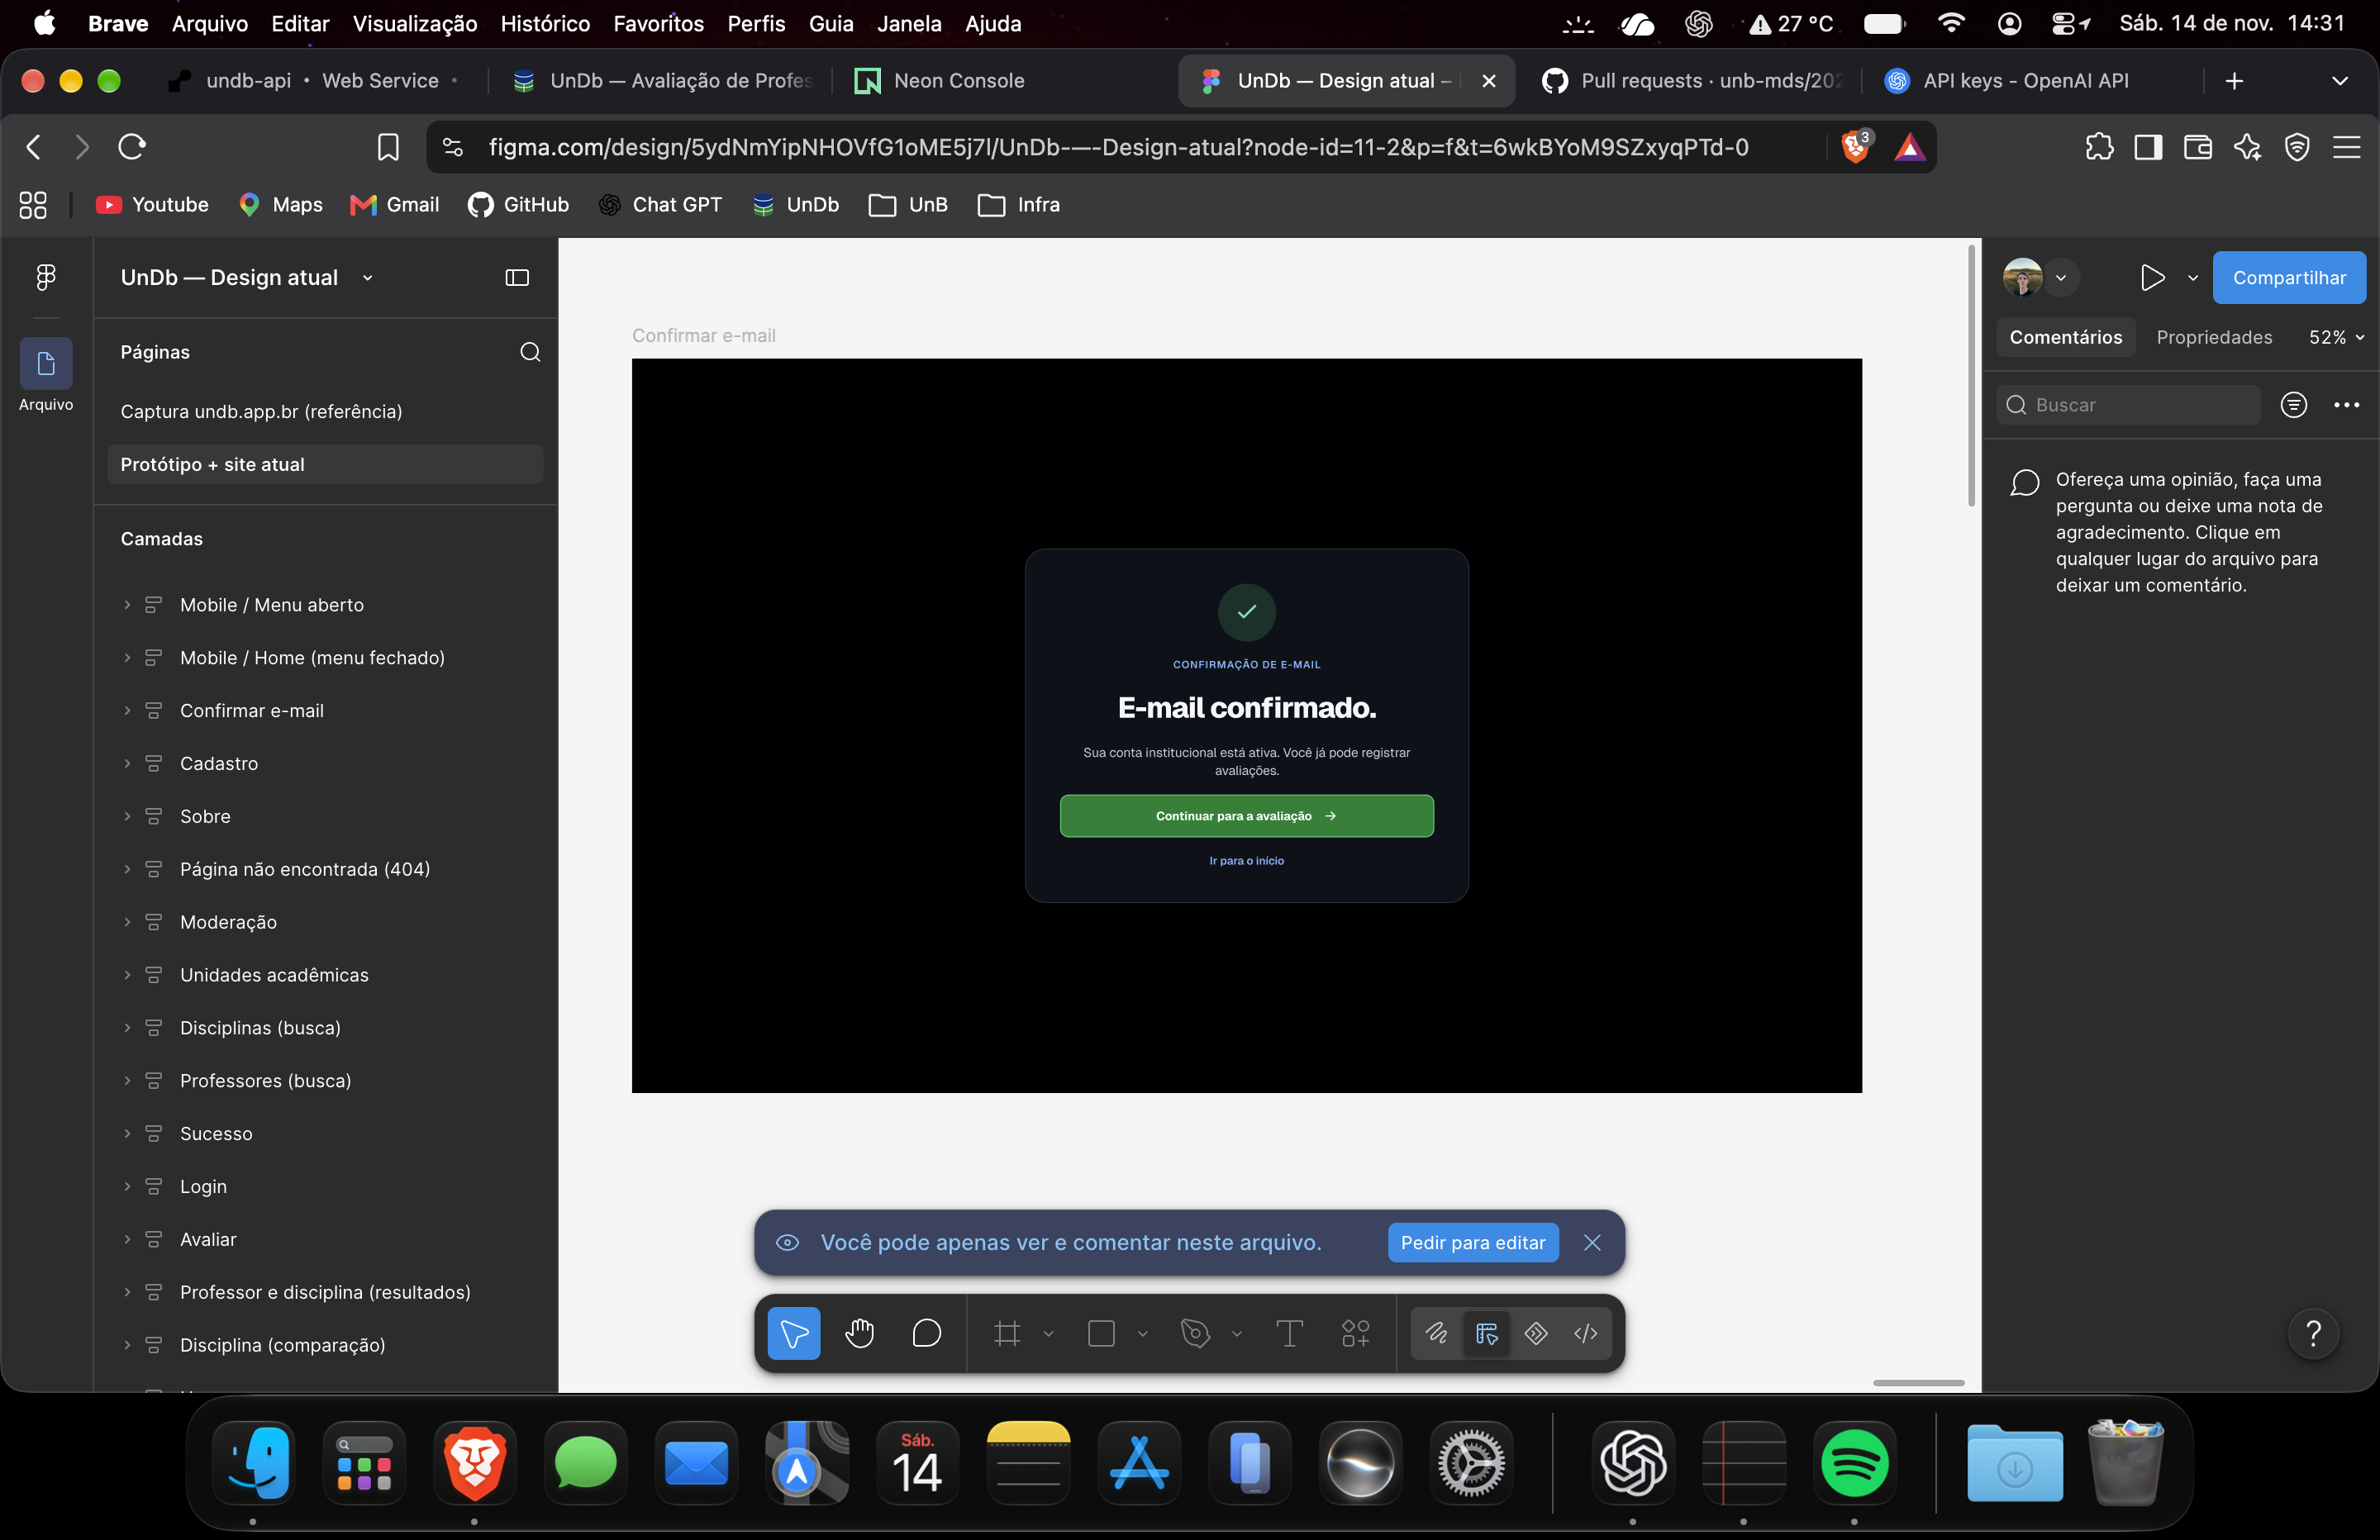 Brave Arquivo Editar Visualização Histórico Favoritos Perfis Guia Janela Ajuda 27 °C Sáb. 14 de nov. 14:31
undb-api • Web Service •
UnDb — Avaliação de Profes
Neon Console
UnDb — Design atual –
Pull requests · unb-mds/202
API keys - OpenAI API
figma.com/design/5ydNmYipNHOVfG1oME5j7l/UnDb-—-Design-atual?node-id=11-2&p=f&t=6wkBYoM9SZxyqPTd-0
3
Youtube Maps Gmail GitHub Chat GPT UnDb UnB Infra
UnDb — Design atual
Arquivo
Páginas
Captura undb.app.br (referência)
Protótipo + site atual
Camadas
Mobile / Menu aberto
Mobile / Home (menu fechado)
Confirmar e-mail
Cadastro
Sobre
Página não encontrada (404)
Moderação
Unidades acadêmicas
Disciplinas (busca)
Professores (busca)
Sucesso
Login
Avaliar
Professor e disciplina (resultados)
Disciplina (comparação)
Confirmar e-mail
CONFIRMAÇÃO DE E-MAIL
E-mail confirmado.
Sua conta institucional está ativa. Você já pode registrar
avaliações.
Continuar para a avaliação →
Ir para o início
Você pode apenas ver e comentar neste arquivo.
Pedir para editar
Compartilhar
Comentários Propriedades 52%
Buscar
Ofereça uma opinião, faça uma
pergunta ou deixe uma nota de
agradecimento. Clique em
qualquer lugar do arquivo para
deixar um comentário.
?
Sáb.
14